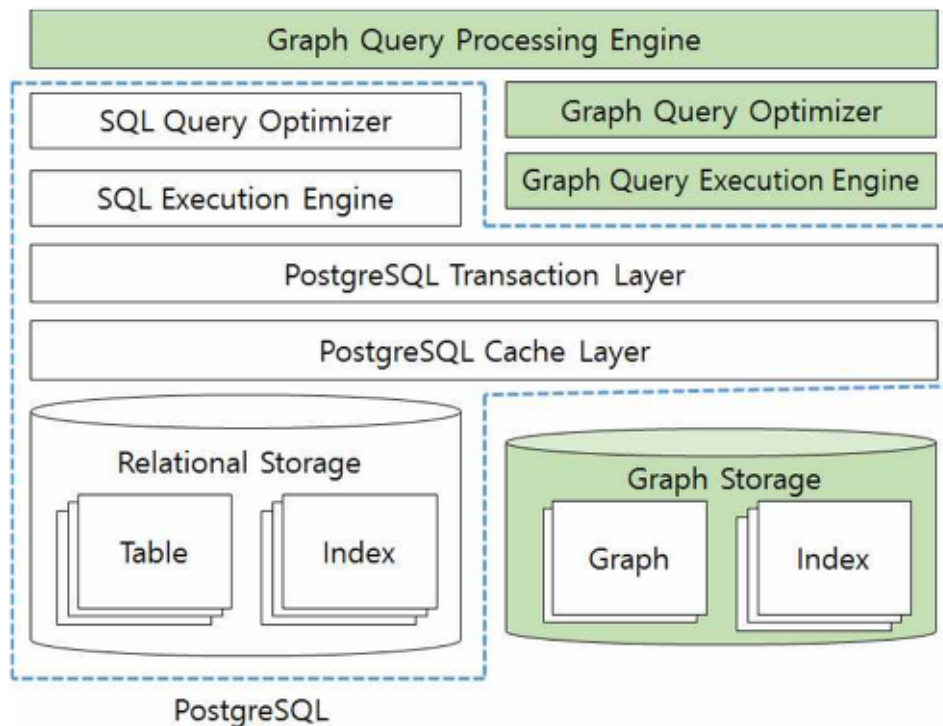 Graph Query Processing Engine
SQL Query Optimizer
Graph Query Optimizer
SQL Execution Engine
Graph Query Execution Engine
PostgreSQL Transaction Layer
PostgreSQL Cache Layer
Relational Storage
Table
Index
Graph Storage
Graph
Index
PostgreSQL